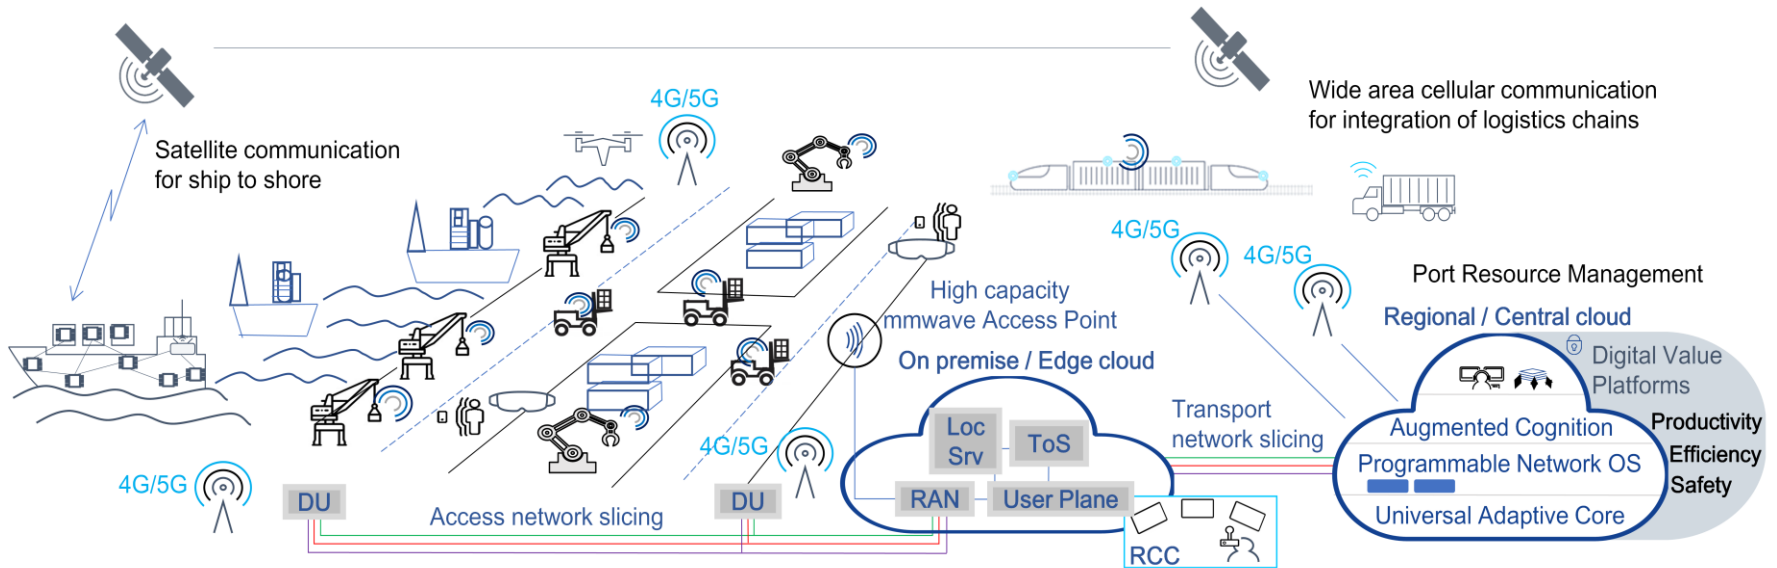 4G/5G
Satellite communication
for ship to shore
Wide area cellular communication
for integration of logistics chains
4G/5G
4G/5G
Port Resource Management
High capacity
mmwave Access Point
Regional / Central cloud
On premise / Edge cloud
Digital Value
Platforms
Transport
network slicing
Augmented Cognition
Productivity
Efficiency
Safety
Programmable Network OS
Universal Adaptive Core
Loc
Srv
ToS
RAN
User Plane
4G/5G
4G/5G
DU
DU
Access network slicing
RCC